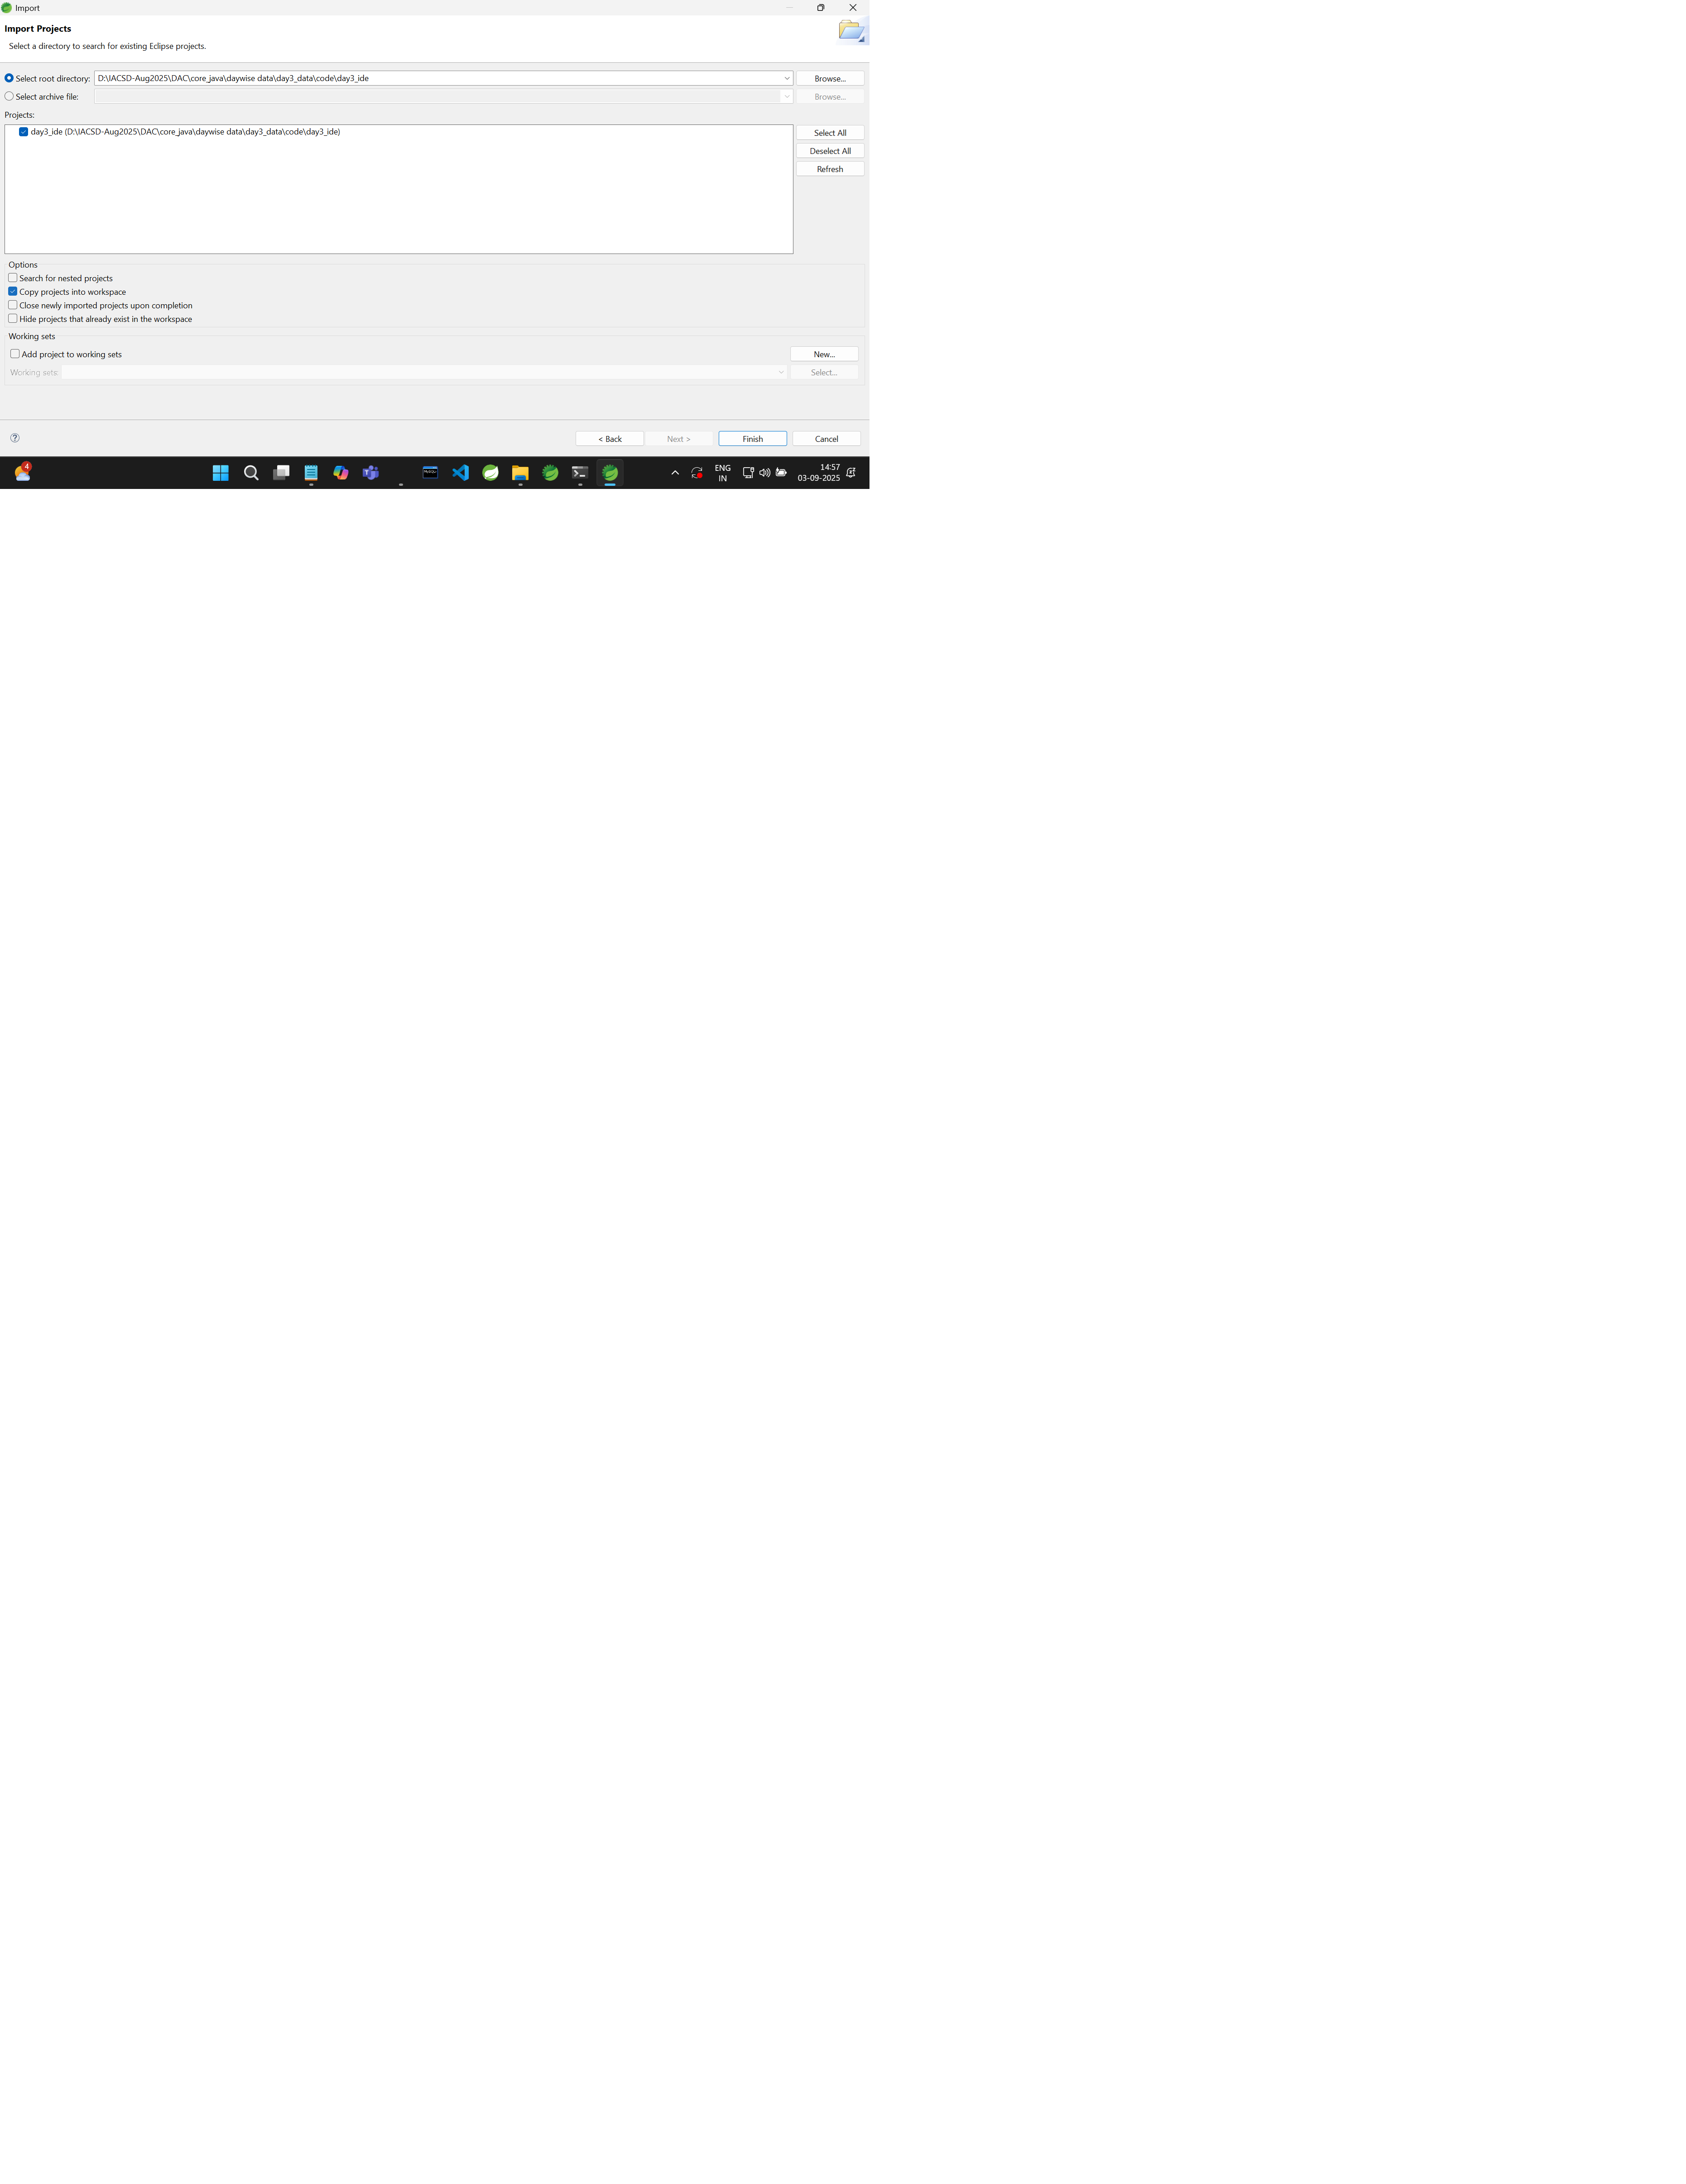 Import
Import Projects
Select a directory to search for existing Eclipse projects.
Select root directory: D:\IACSD-Aug2025\DAC\core_java\daywise data\day3_data\code\day3_ide Browse...
Select archive file: Browse...
Projects:
day3_ide (D:\IACSD-Aug2025\DAC\core_java\daywise data\day3_data\code\day3_ide)
Select All
Deselect All
Refresh
Options
Search for nested projects
Copy projects into workspace
Close newly imported projects upon completion
Hide projects that already exist in the workspace
Working sets
Add project to working sets New...
Working sets: Select...
? < Back Next > Finish Cancel
4
ENG
IN
14:57
03-09-2025